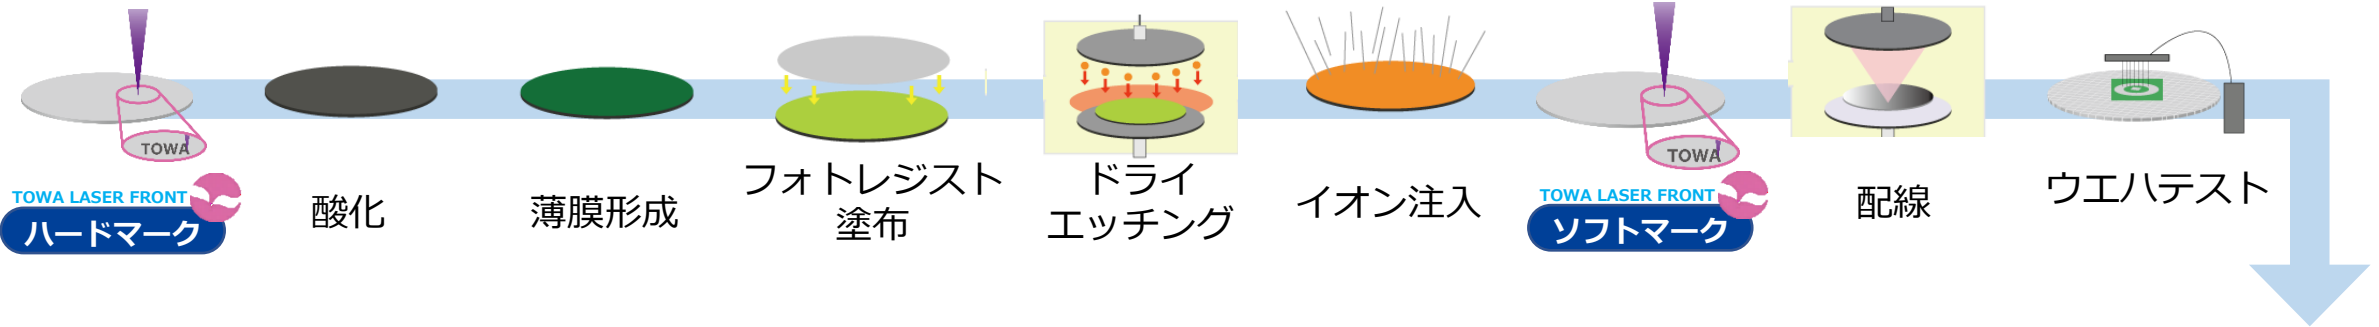 TOWA
TOWA LASER FRONT
ハードマーク
酸化
薄膜形成
フォトレジスト
塗布
ドライ
エッチング
イオン注入
TOWA
TOWA LASER FRONT
ソフトマーク
配線
ウエハテスト